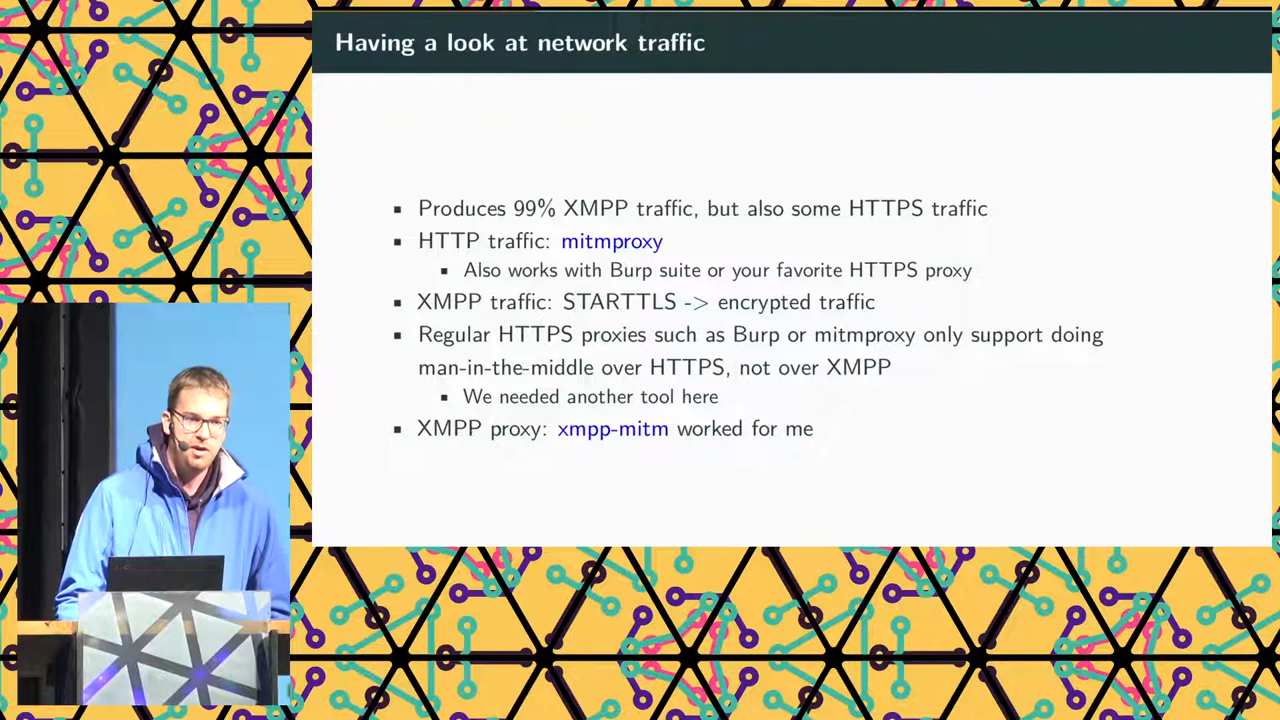 Having a look at network traffic
Produces 99% XMPP traffic, but also some HTTPS traffic
HTTP traffic: mitmproxy
Also works with Burp suite or your favorite HTTPS proxy
XMPP traffic: STARTTLS -> encrypted traffic
Regular HTTPS proxies such as Burp or mitmproxy only support doing
man-in-the-middle over HTTPS, not over XMPP
We needed another tool here
XMPP proxy: xmpp-mitm worked for me